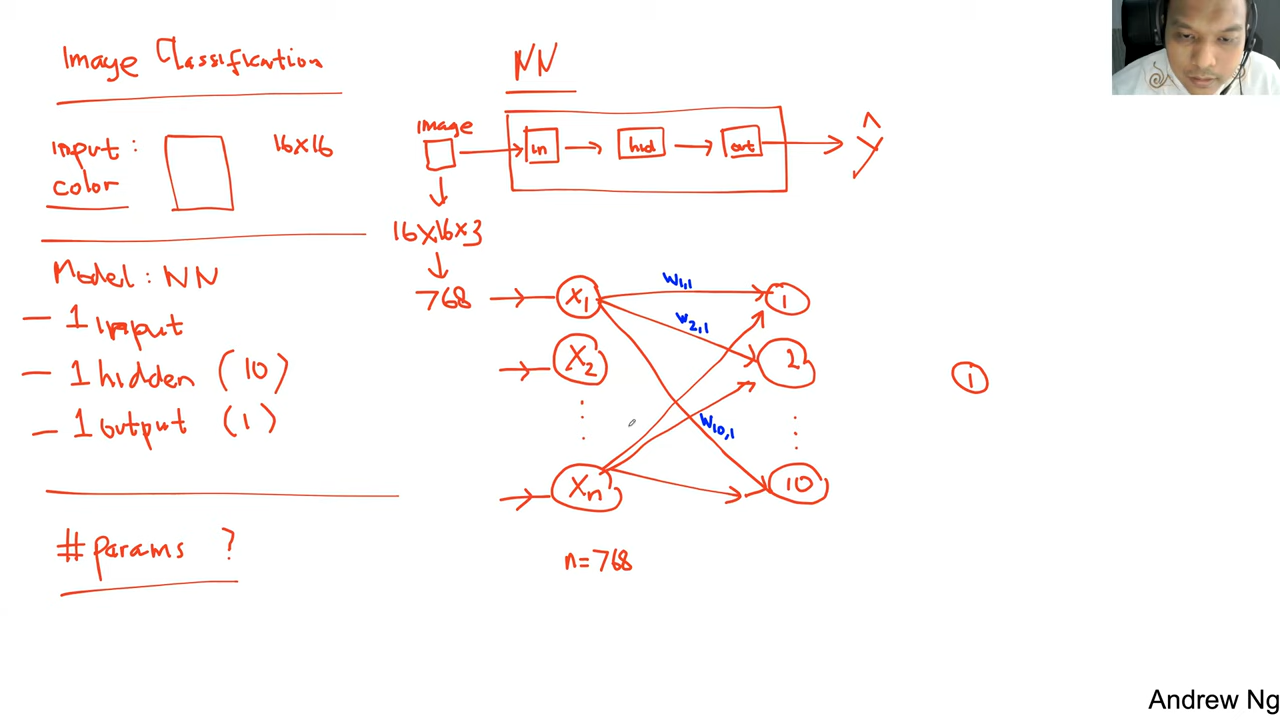 Image Classification
input :
color
16x16
Model : NN
— 1 input
— 1 hidden (10)
— 1 output (1)
#params ?
NN
image
in
hid
out
ŷ
16x16x3
768
x1
x2
xn
n=768
w1,1
w2,1
w10,1
1
2
10
1
Andrew Ng